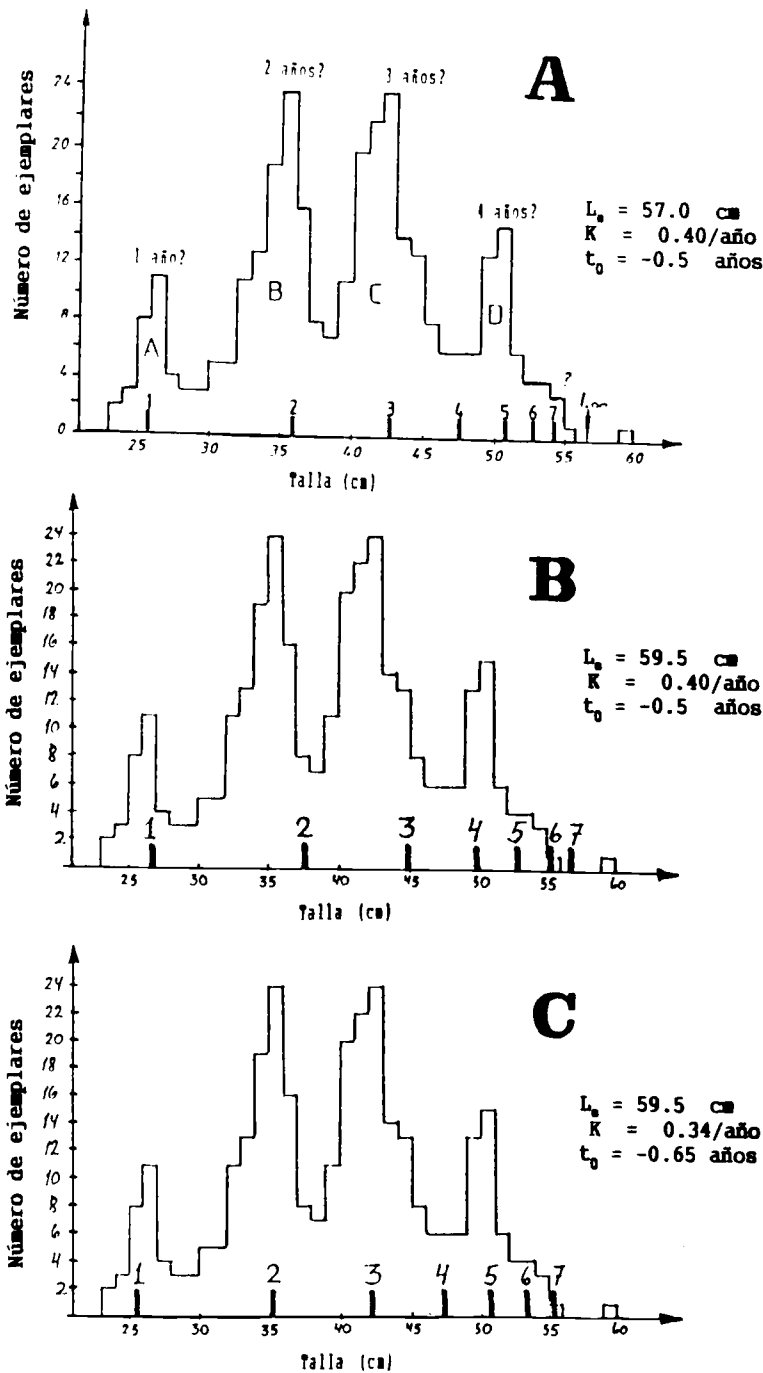 A
Número de ejemplares
24
20
16
12
8
4
0
1 año?
2 años?
3 años?
4 años?
A
B
C
D
?
1
2
3
4
5
6
7
L∞
25
30
35
40
45
50
55
60
Talla (cm)
L∞ = 57.0 cm
K = 0.40/año
t₀ = -0.5 años
B
Número de ejemplares
24
22
20
18
16
14
12
10
8
6
4
2
1
2
3
4
5
6
7
25
30
35
40
45
50
55
60
Talla (cm)
L∞ = 59.5 cm
K = 0.40/año
t₀ = -0.5 años
C
Número de ejemplares
24
22
20
18
16
14
12
10
8
6
4
2
1
2
3
4
5
6
7
25
30
35
40
45
50
55
60
Talla (cm)
L∞ = 59.5 cm
K = 0.34/año
t₀ = -0.65 años